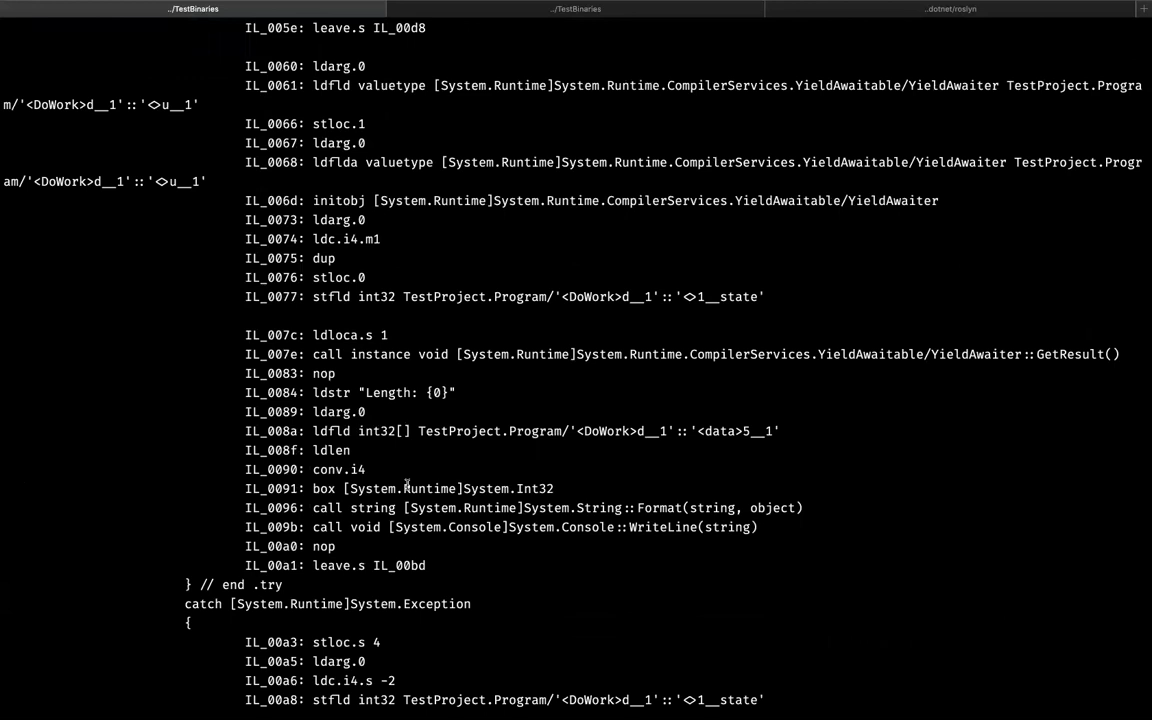 ../TestBinaries
../TestBinaries
..dotnet/roslyn
+
IL_005e: leave.s IL_00d8
IL_0060: ldarg.0
IL_0061: ldfld valuetype [System.Runtime]System.Runtime.CompilerServices.YieldAwaitable/YieldAwaiter TestProject.Progra
m/'<DoWork>d__1'::'<>u__1'
IL_0066: stloc.1
IL_0067: ldarg.0
IL_0068: ldflda valuetype [System.Runtime]System.Runtime.CompilerServices.YieldAwaitable/YieldAwaiter TestProject.Progr
am/'<DoWork>d__1'::'<>u__1'
IL_006d: initobj [System.Runtime]System.Runtime.CompilerServices.YieldAwaitable/YieldAwaiter
IL_0073: ldarg.0
IL_0074: ldc.i4.m1
IL_0075: dup
IL_0076: stloc.0
IL_0077: stfld int32 TestProject.Program/'<DoWork>d__1'::'<>1__state'
IL_007c: ldloca.s 1
IL_007e: call instance void [System.Runtime]System.Runtime.CompilerServices.YieldAwaitable/YieldAwaiter::GetResult()
IL_0083: nop
IL_0084: ldstr "Length: {0}"
IL_0089: ldarg.0
IL_008a: ldfld int32[] TestProject.Program/'<DoWork>d__1'::'<data>5__1'
IL_008f: ldlen
IL_0090: conv.i4
IL_0091: box [System.Runtime]System.Int32
IL_0096: call string [System.Runtime]System.String::Format(string, object)
IL_009b: call void [System.Console]System.Console::WriteLine(string)
IL_00a0: nop
IL_00a1: leave.s IL_00bd
} // end .try
catch [System.Runtime]System.Exception
{
IL_00a3: stloc.s 4
IL_00a5: ldarg.0
IL_00a6: ldc.i4.s -2
IL_00a8: stfld int32 TestProject.Program/'<DoWork>d__1'::'<>1__state'